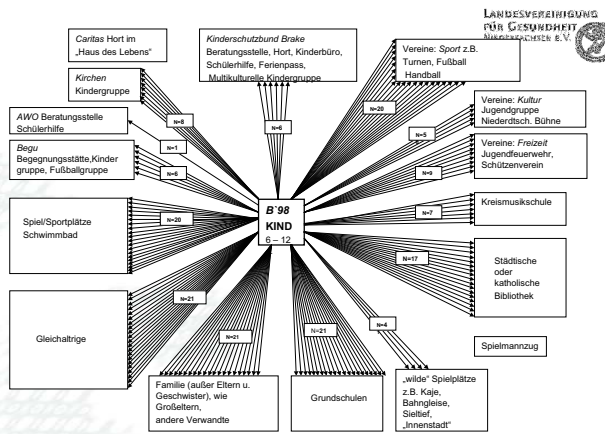 LANDESVEREINIGUNG
FÜR GESUNDHEIT
NIEDERSACHSEN E.V.
Caritas Hort im
„Haus des Lebens“
Kinderschutzbund Brake
Beratungsstelle, Hort, Kinderbüro,
Schülerhilfe, Ferienpass,
Multikulturelle Kindergruppe
Vereine: Sport z.B.
Turnen, Fußball
Handball
Kirchen
Kindergruppe
N=8
N=6
N=20
AWO Beratungsstelle
Schülerhilfe
N=1
Vereine: Kultur
Jugendgruppe
Niederdtsch. Bühne
N=5
Begu
Begegnungsstätte,Kinder
gruppe, Fußballgruppe
N=6
Vereine: Freizeit
Jugendfeuerwehr,
Schützenverein
N=9
Spiel/Sportplätze
Schwimmbad
N=20
B`98
KIND
6 – 12
N=7
Kreismusikschule
N=17
Städtische
oder
katholische
Bibliothek
Gleichaltrige
N=21
N=21
N=21
N=4
Spielmannzug
Familie (außer Eltern u.
Geschwister), wie
Großeltern,
andere Verwandte
Grundschulen
„wilde“ Spielplätze
z.B. Kaje,
Bahngleise,
Sieltief,
„Innenstadt“